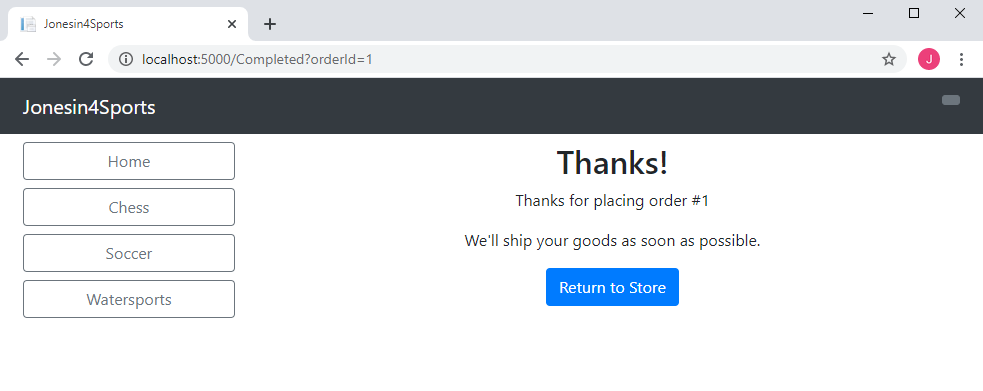 Jonesin4Sports
localhost:5000/Completed?orderId=1
J
Jonesin4Sports
Home
Chess
Soccer
Watersports
Thanks!
Thanks for placing order #1
We'll ship your goods as soon as possible.
Return to Store